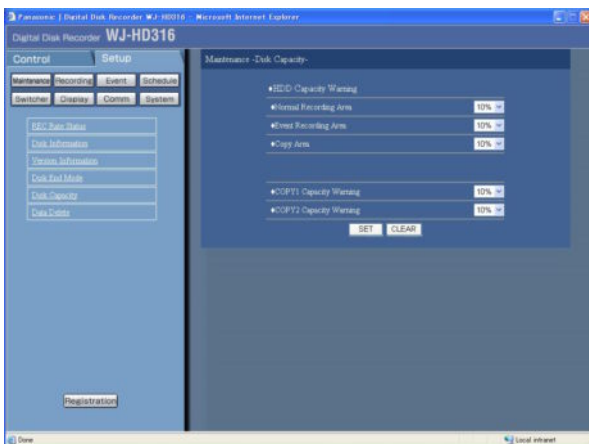 Panasonic | Digital Disk Recorder WJ-HD316 - Microsoft Internet Explorer
Digital Disk Recorder WJ-HD316
Control Setup
Maintenance Recording Event Schedule
Switcher Display Comm System
REC Rate Status
Disk Information
Version Information
Disk End Mode
Disk Capacity
Data Delete
Registration
Maintenance -Disk Capacity-
♦HDD Capacity Warning
♦Normal Recording Area 10%
♦Event Recording Area 10%
♦Copy Area 10%
♦COPY1 Capacity Warning 10%
♦COPY2 Capacity Warning 10%
SET CLEAR
Done Local intranet